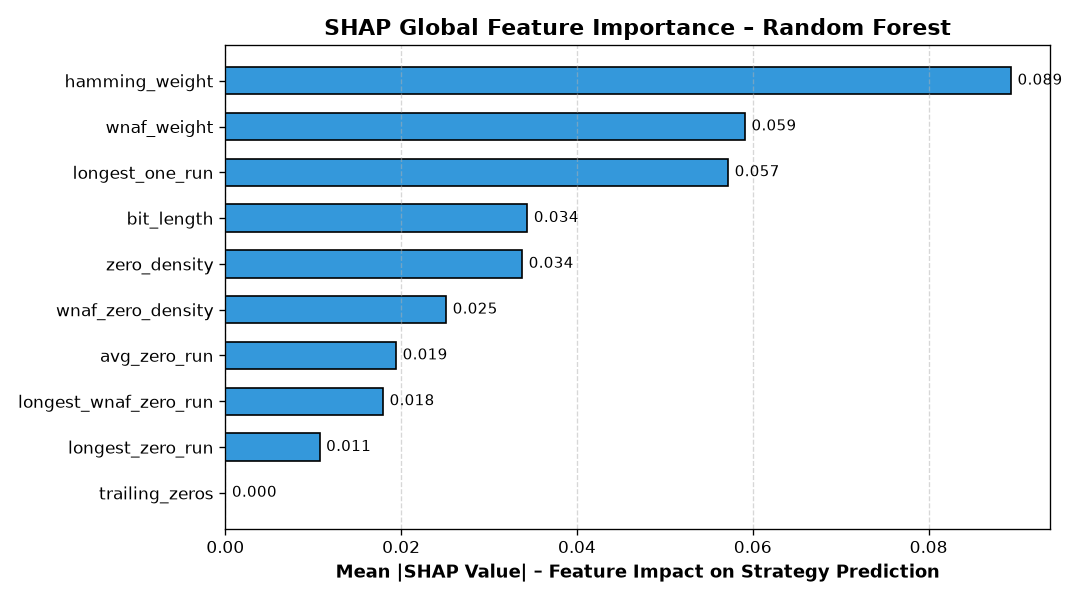 SHAP Global Feature Importance – Random Forest
hamming_weight 0.089
wnaf_weight 0.059
longest_one_run 0.057
bit_length 0.034
zero_density 0.034
wnaf_zero_density 0.025
avg_zero_run 0.019
longest_wnaf_zero_run 0.018
longest_zero_run 0.011
trailing_zeros 0.000
0.00 0.02 0.04 0.06 0.08
Mean |SHAP Value| – Feature Impact on Strategy Prediction